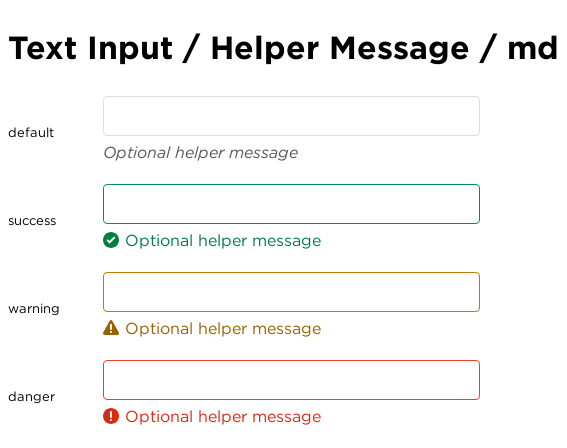 Text Input / Helper Message / md
default
Optional helper message
success
Optional helper message
warning
Optional helper message
danger
Optional helper message